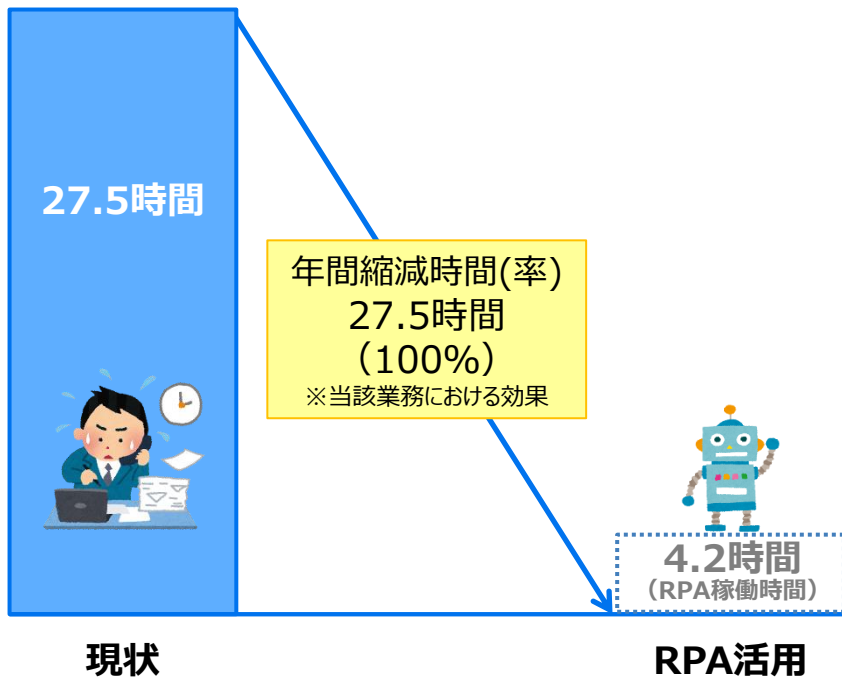 27.5時間
年間縮減時間(率)
27.5時間
（100%）
※当該業務における効果
4.2時間
（RPA稼働時間）
現状
RPA活用